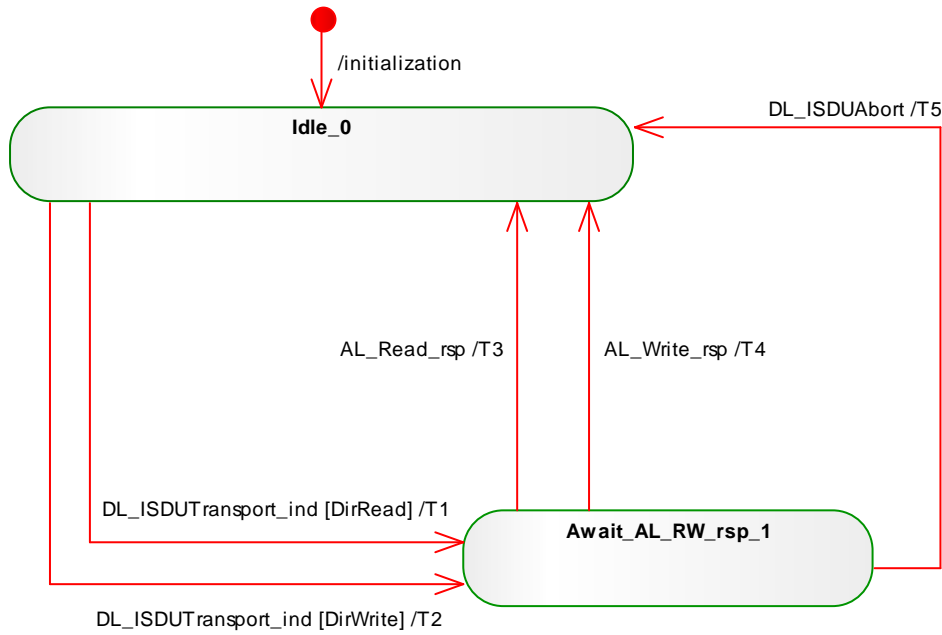 /initialization
DL_ISDUAbort /T5
Idle_0
AL_Read_rsp /T3
AL_Write_rsp /T4
DL_ISDUTransport_ind [DirRead] /T1
Await_AL_RW_rsp_1
DL_ISDUTransport_ind [DirWrite] /T2